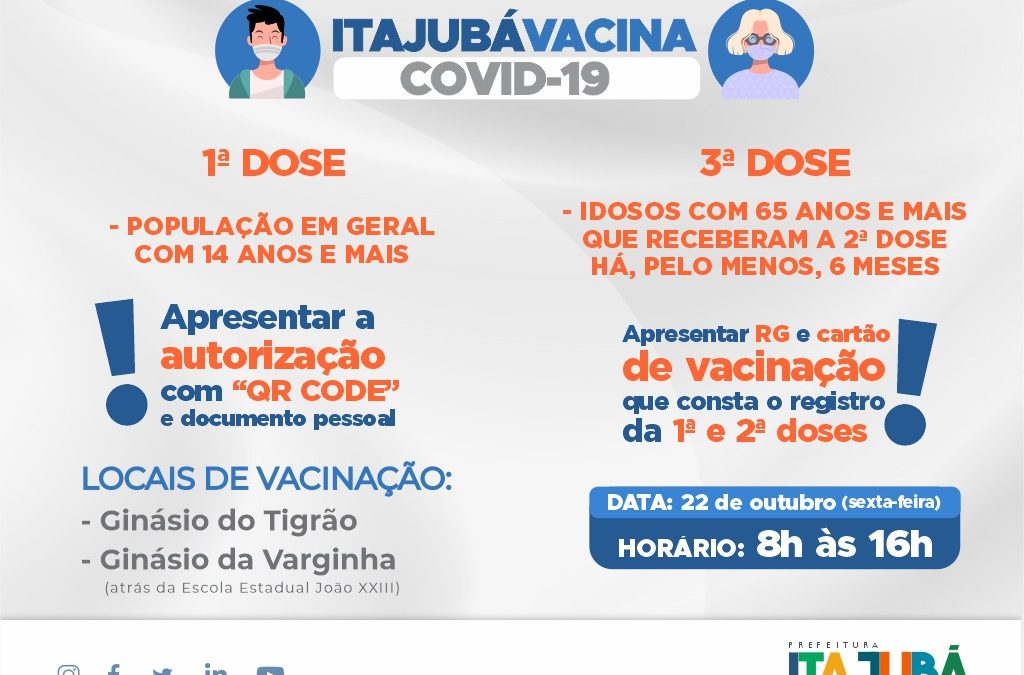 ITAJUBÁVACINA
COVID-19
1ª DOSE
- POPULAÇÃO EM GERAL
COM 14 ANOS E MAIS
Apresentar a
autorização
com “QR CODE”
e documento pessoal
LOCAIS DE VACINAÇÃO:
- Ginásio do Tigrão
- Ginásio da Varginha
(atrás da Escola Estadual João XXIII)
3ª DOSE
- IDOSOS COM 65 ANOS E MAIS
QUE RECEBERAM A 2ª DOSE
HÁ, PELO MENOS, 6 MESES
Apresentar RG e cartão
de vacinação
que consta o registro
da 1ª e 2ª doses
DATA: 22 de outubro (sexta-feira)
HORÁRIO: 8h às 16h
PREFEITURA
ITAJUBÁ